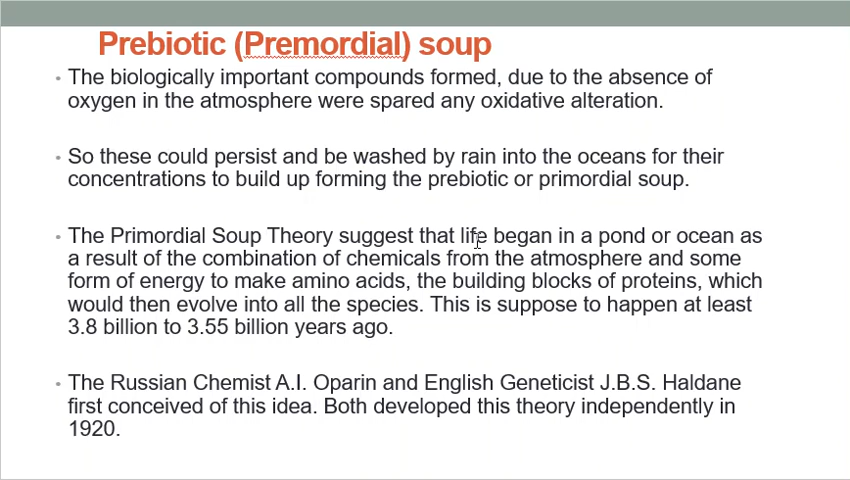 Prebiotic (Premordial) soup
• The biologically important compounds formed, due to the absence of
oxygen in the atmosphere were spared any oxidative alteration.
• So these could persist and be washed by rain into the oceans for their
concentrations to build up forming the prebiotic or primordial soup.
• The Primordial Soup Theory suggest that life began in a pond or ocean as
a result of the combination of chemicals from the atmosphere and some
form of energy to make amino acids, the building blocks of proteins, which
would then evolve into all the species. This is suppose to happen at least
3.8 billion to 3.55 billion years ago.
• The Russian Chemist A.I. Oparin and English Geneticist J.B.S. Haldane
first conceived of this idea. Both developed this theory independently in
1920.